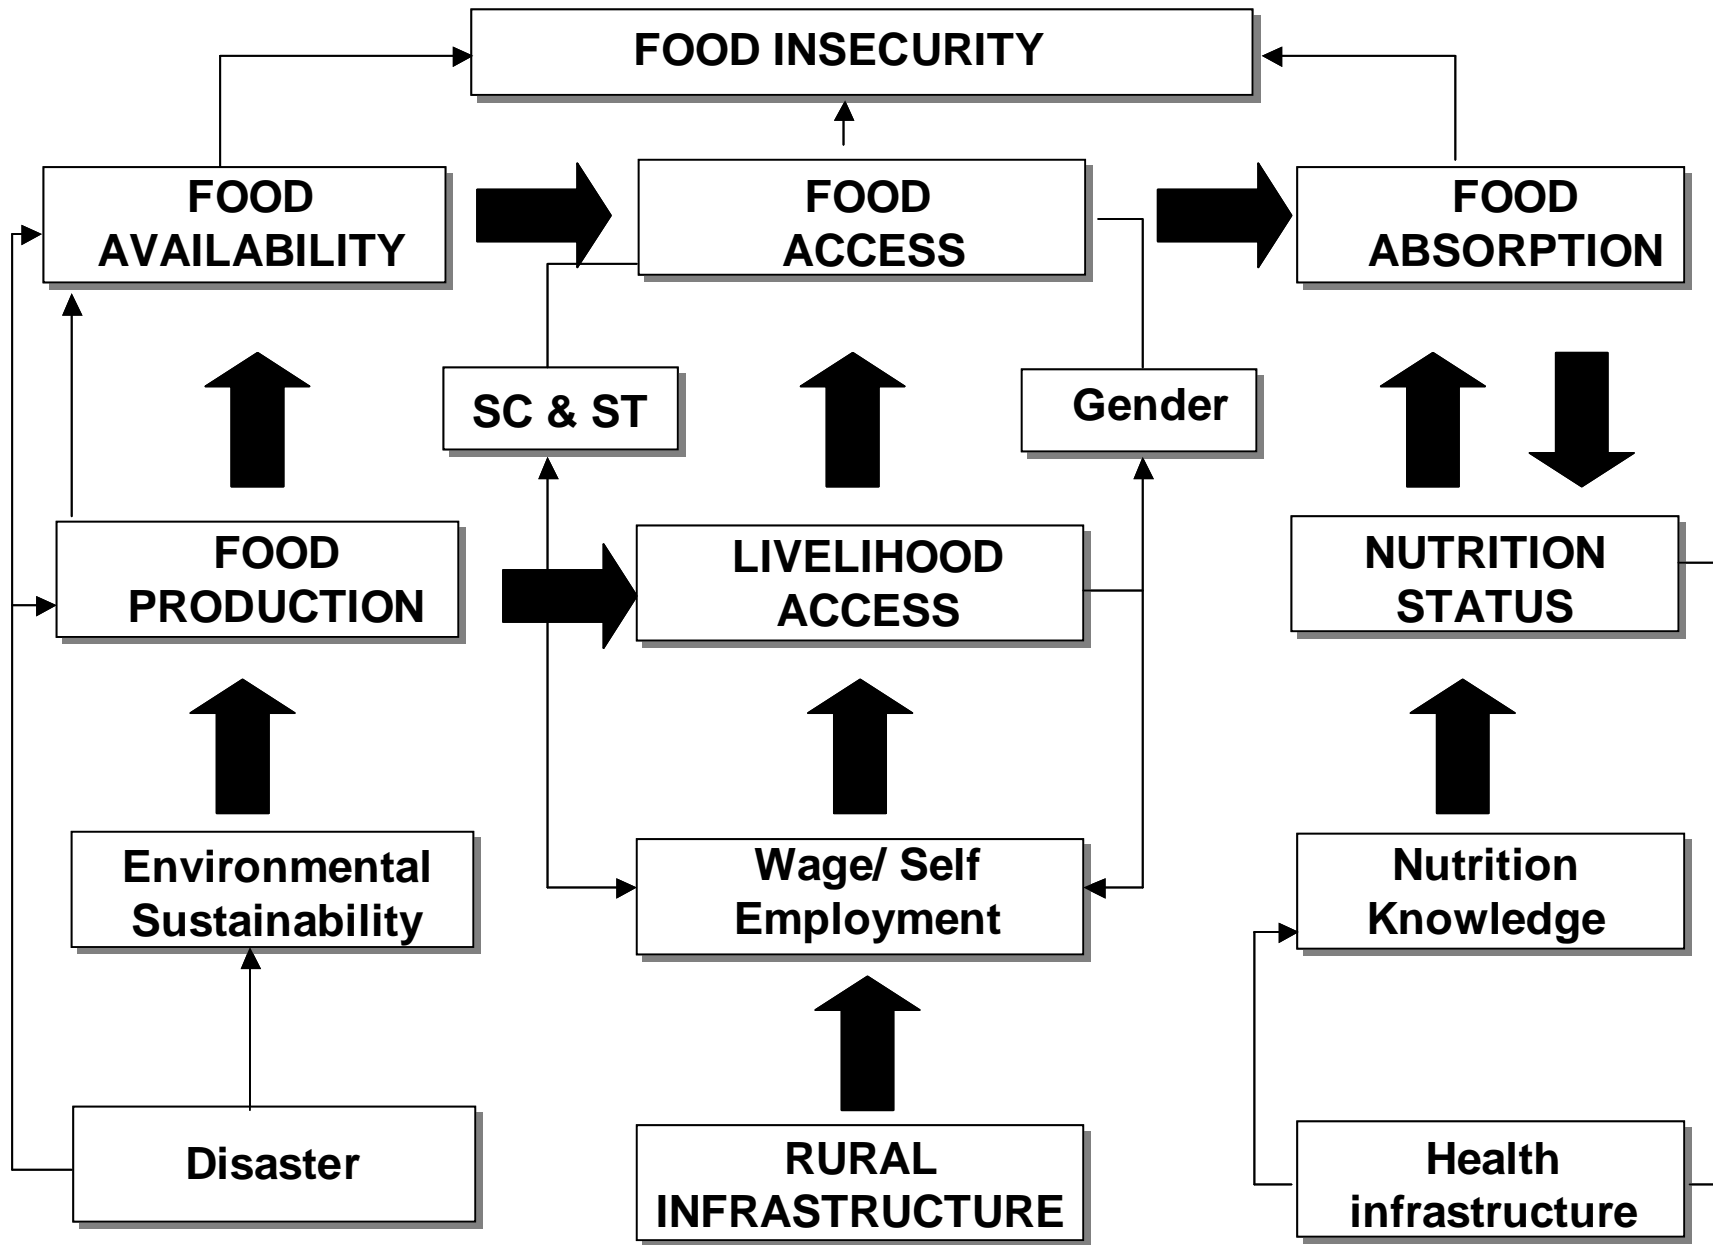 FOOD INSECURITY
FOOD
AVAILABILITY
FOOD
ACCESS
FOOD
ABSORPTION
SC & ST
Gender
FOOD
PRODUCTION
LIVELIHOOD
ACCESS
NUTRITION
STATUS
Environmental
Sustainability
Wage/ Self
Employment
Nutrition
Knowledge
Disaster
RURAL
INFRASTRUCTURE
Health
infrastructure